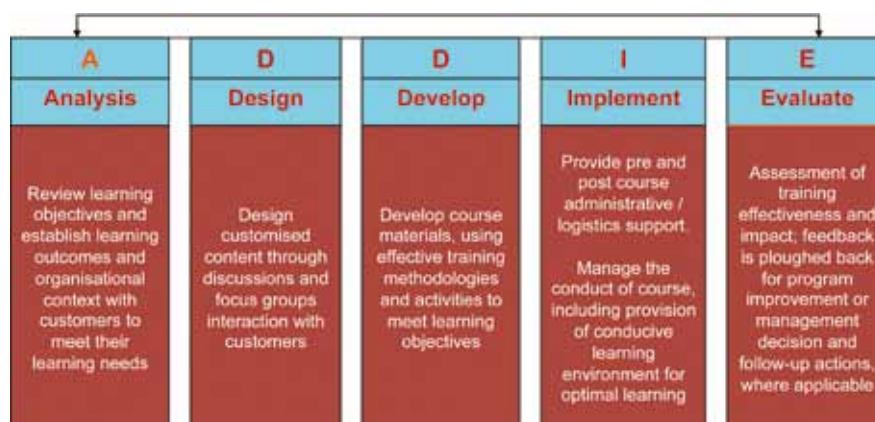 A
Analysis
Review learning
objectives and
establish learning
outcomes and
organisational
context with
customers to
meet their
learning needs
D
Design
Design
customised
content through
discussions and
focus groups
interaction with
customers
D
Develop
Develop course
materials, using
effective training
methodologies
and activities to
meet learning
objectives
I
Implement
Provide pre and
post course
administrative /
logistics support.
Manage the
conduct of course,
including provision
of conducive
learning
environment for
optimal learning
E
Evaluate
Assessment of
training
effectiveness and
impact; feedback
is ploughed back
for program
improvement or
management
decision and
follow-up actions,
where applicable